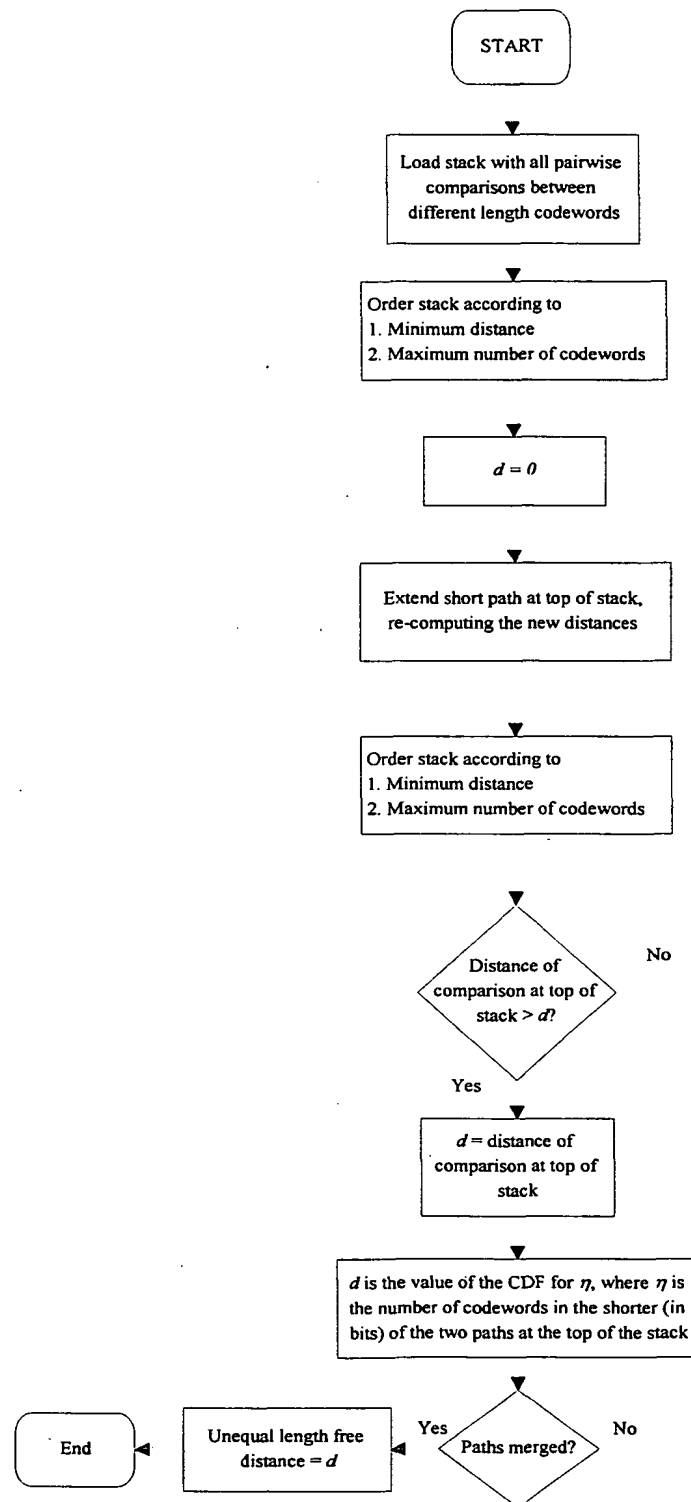 START
Load stack with all pairwise
comparisons between
different length codewords
Order stack according to
1. Minimum distance
2. Maximum number of codewords
d = 0
Extend short path at top of stack,
re-computing the new distances
Order stack according to
1. Minimum distance
2. Maximum number of codewords
Distance of
comparison at top of
stack > d?
No
Yes
d = distance of
comparison at top of
stack
d is the value of the CDF for η, where η is
the number of codewords in the shorter (in
bits) of the two paths at the top of the stack
Paths merged?
Yes
No
Unequal length free
distance = d
End